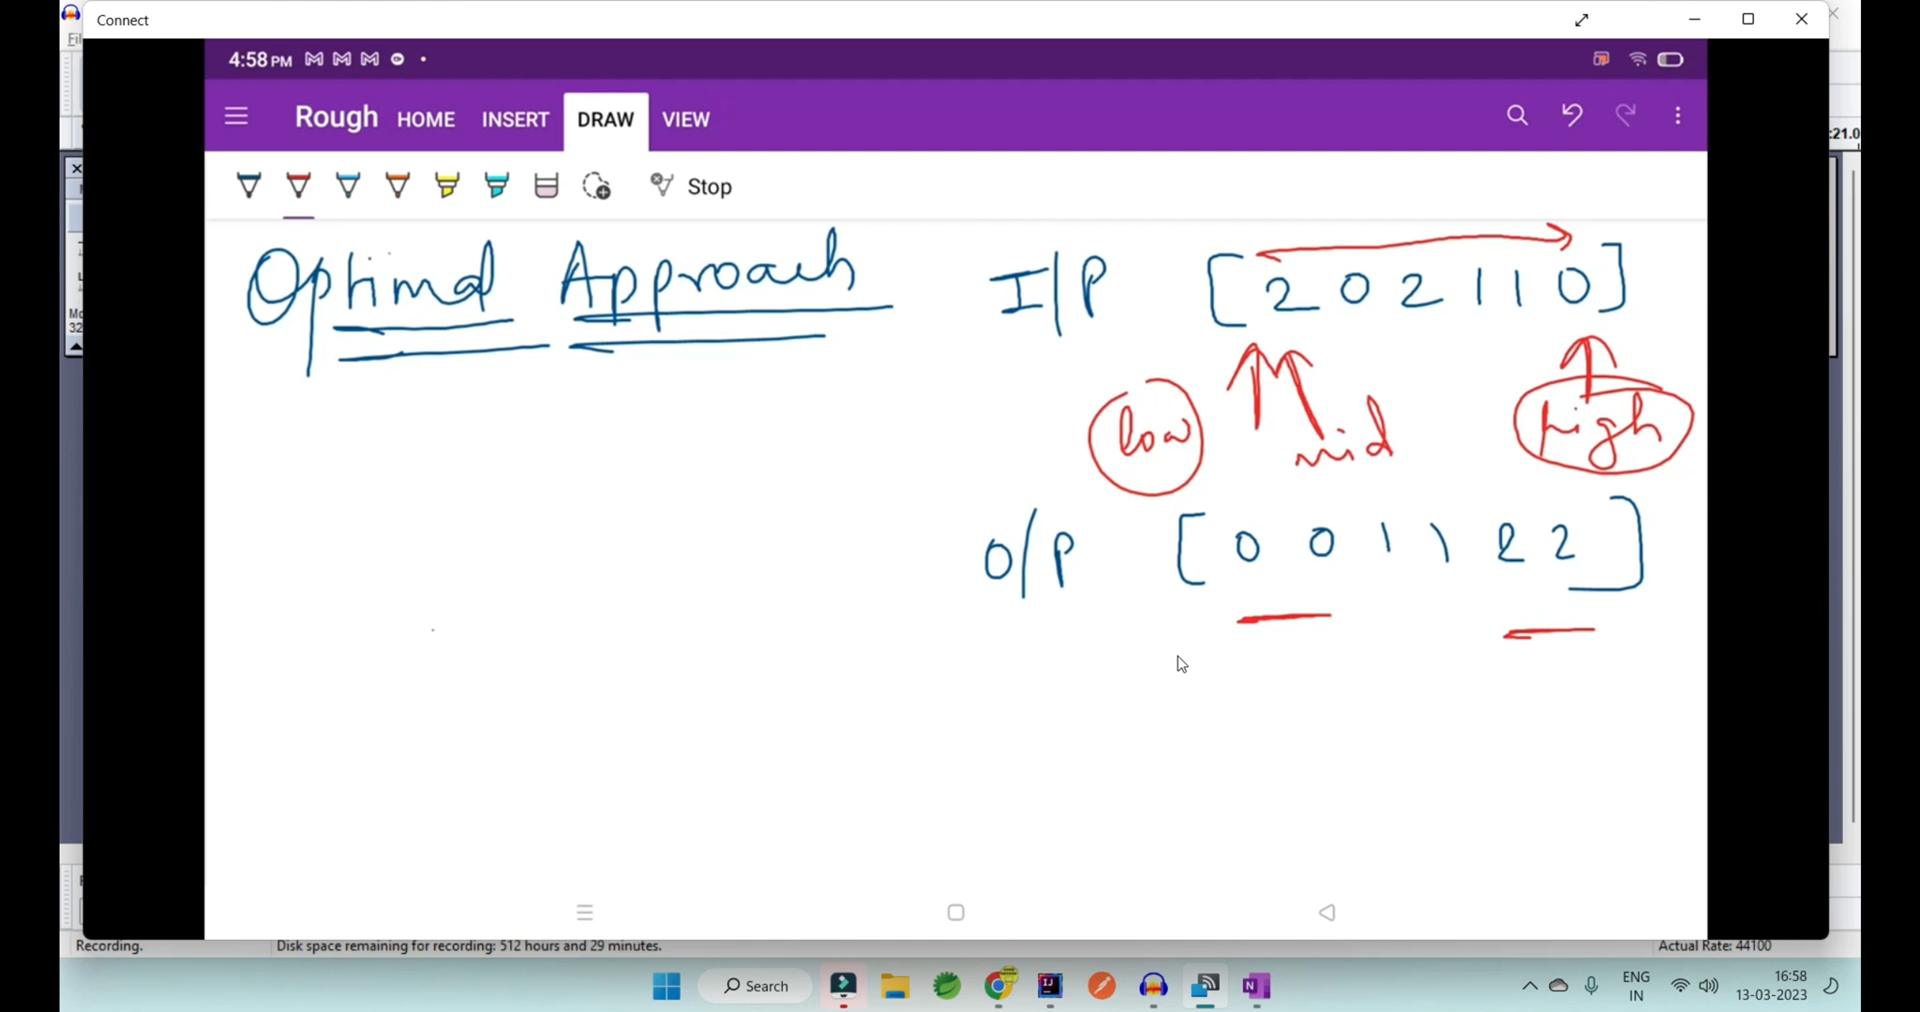 Connect
4:58 PM
Rough HOME INSERT DRAW VIEW
:21.0
Stop
Optimal Approach
I/P [2 0 2 1 1 0]
low
mid
high
O/P [0 0 1 1 2 2]
Recording.
Disk space remaining for recording: 512 hours and 29 minutes.
Actual Rate: 44100
Search
ENG
IN
16:58
13-03-2023